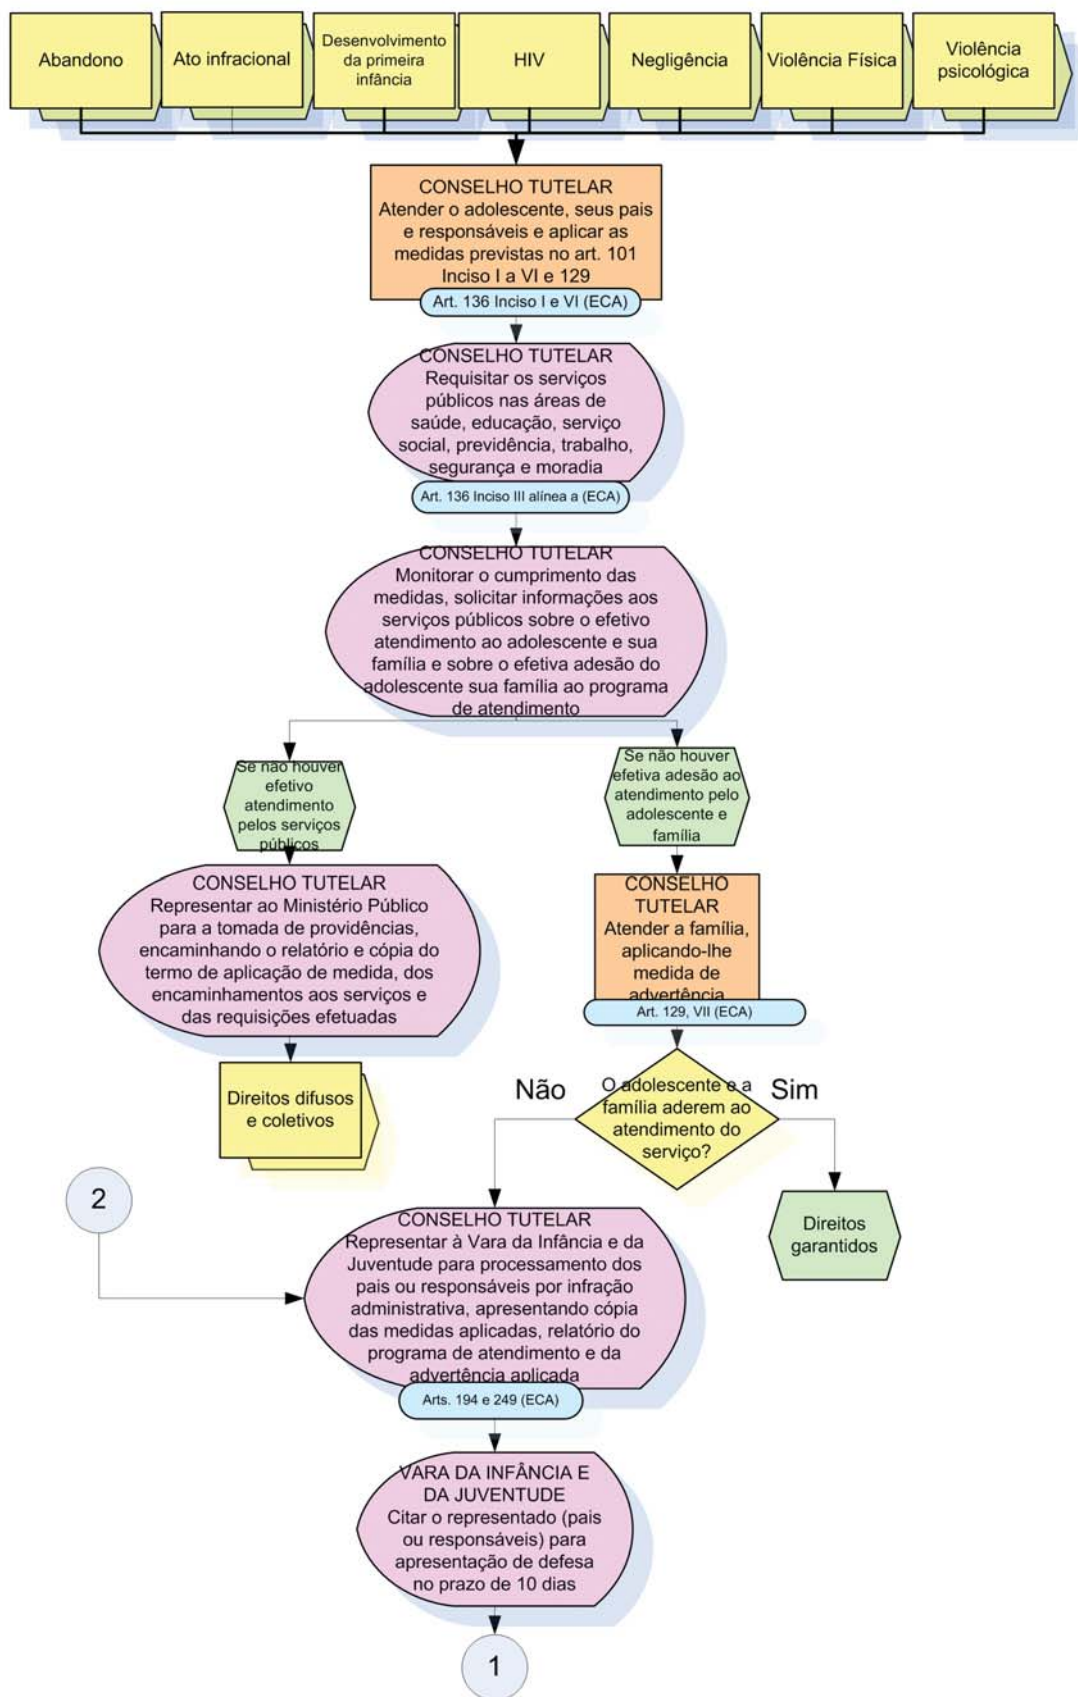 Abandono
Ato infracional
Desenvolvimento
da primeira
infância
HIV
Negligência
Violência Física
Violência
psicológica
CONSELHO TUTELAR
Atender o adolescente, seus pais
e responsáveis e aplicar as
medidas previstas no art. 101
Inciso I a VI e 129
Art. 136 Inciso I e VI (ECA)
CONSELHO TUTELAR
Requisitar os serviços
públicos nas áreas de
saúde, educação, serviço
social, previdência, trabalho,
segurança e moradia
Art. 136 Inciso III alínea a (ECA)
CONSELHO TUTELAR
Monitorar o cumprimento das
medidas, solicitar informações aos
serviços públicos sobre o efetivo
atendimento ao adolescente e sua
família e sobre o efetiva adesão do
adolescente sua família ao programa
de atendimento
Se não houver
efetivo
atendimento
pelos serviços
públicos
Se não houver
efetiva adesão ao
atendimento pelo
adolescente e
família
CONSELHO TUTELAR
Representar ao Ministério Público
para a tomada de providências,
encaminhando o relatório e cópia do
termo de aplicação de medida, dos
encaminhamentos aos serviços e
das requisições efetuadas
CONSELHO
TUTELAR
Atender a família,
aplicando-lhe
medida de
advertência
Art. 129, VII (ECA)
Direitos difusos
e coletivos
Não
O adolescente e a
família aderem ao
atendimento do
serviço?
Sim
2
Direitos
garantidos
CONSELHO TUTELAR
Representar à Vara da Infância e da
Juventude para processamento dos
pais ou responsáveis por infração
administrativa, apresentando cópia
das medidas aplicadas, relatório do
programa de atendimento e da
advertência aplicada
Arts. 194 e 249 (ECA)
VARA DA INFÂNCIA E
DA JUVENTUDE
Citar o representado (pais
ou responsáveis) para
apresentação de defesa
no prazo de 10 dias
1